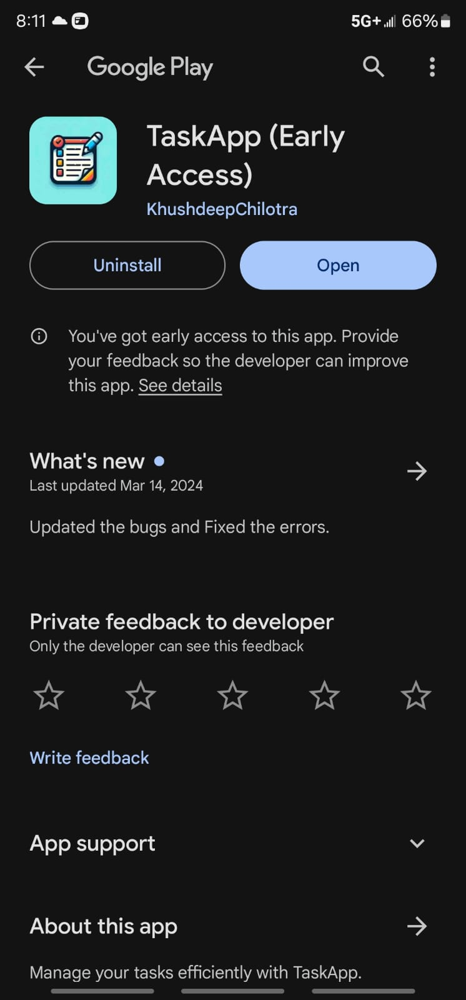 8:11 5G+ 66%
Google Play
TaskApp (Early
Access)
KhushdeepChilotra
Uninstall Open
You've got early access to this app. Provide
your feedback so the developer can improve
this app. See details
What's new
Last updated Mar 14, 2024
Updated the bugs and Fixed the errors.
Private feedback to developer
Only the developer can see this feedback
Write feedback
App support
About this app
Manage your tasks efficiently with TaskApp.